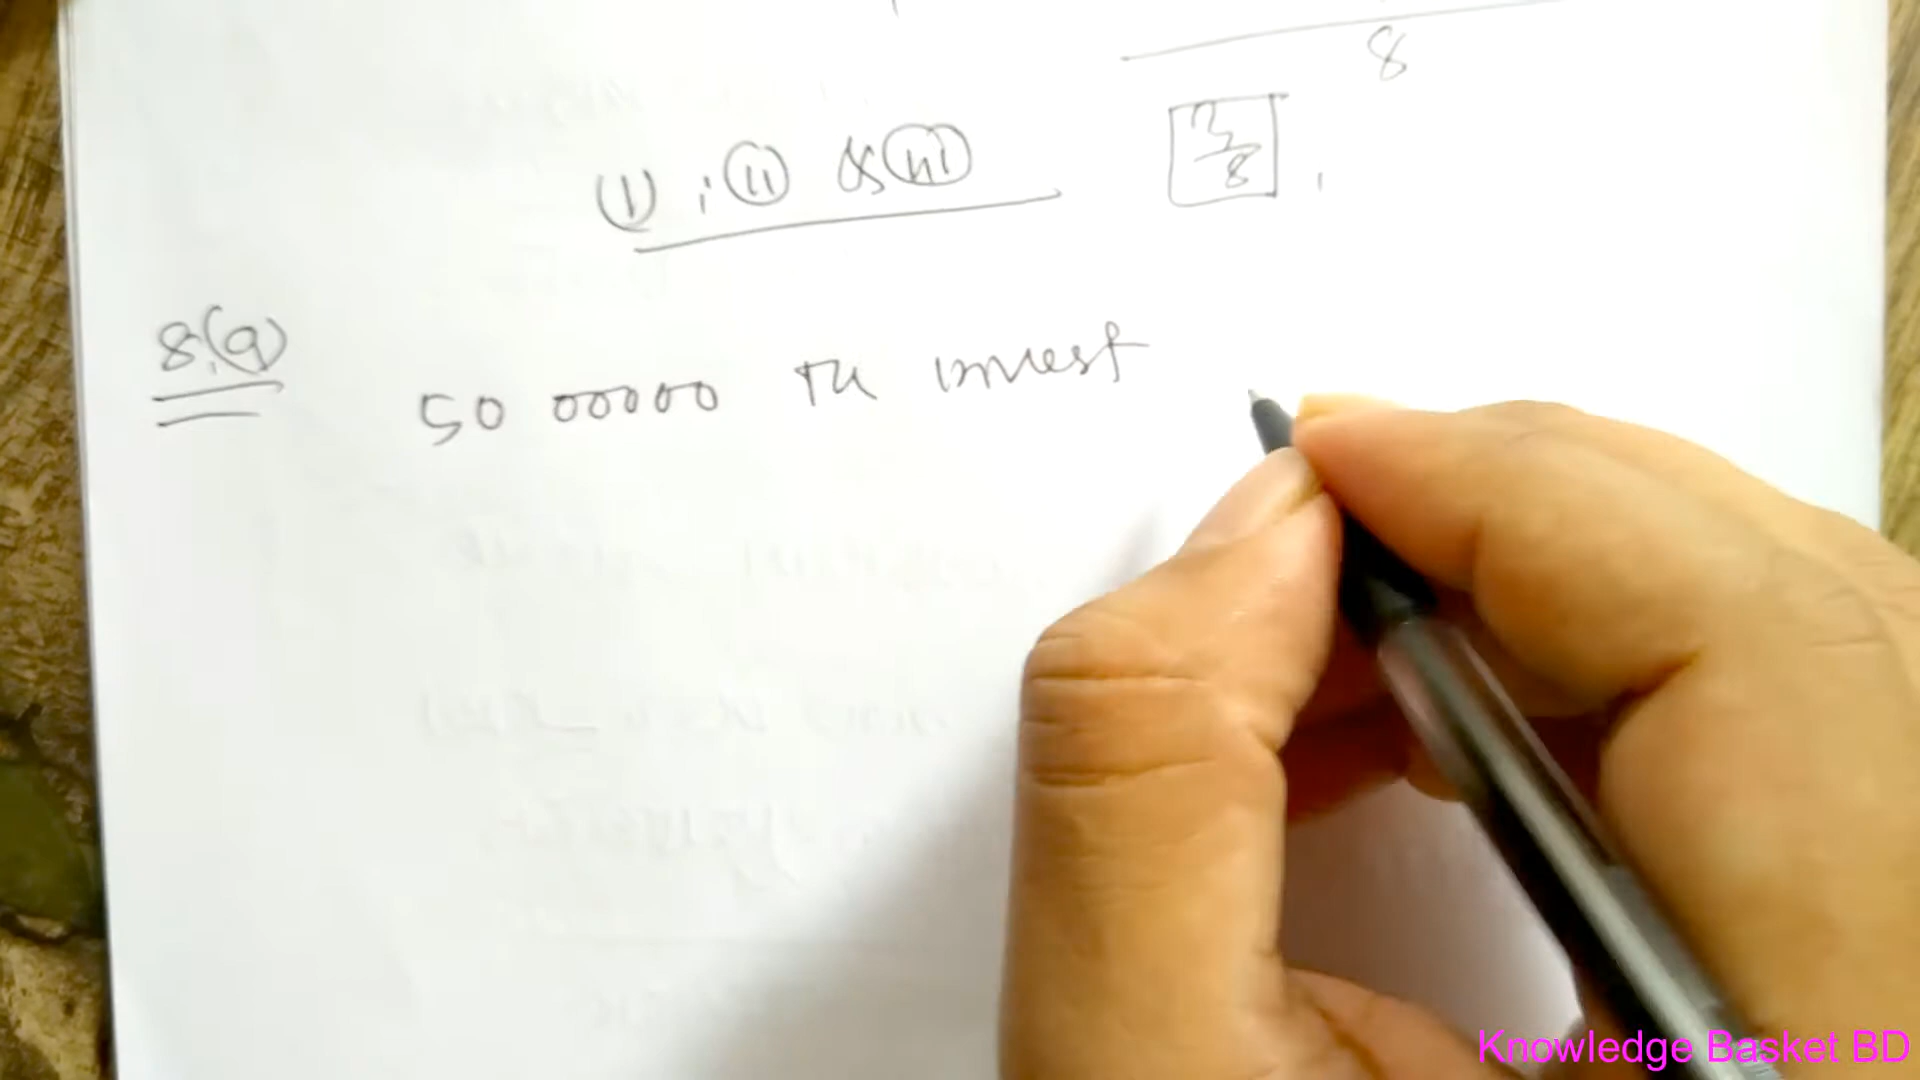 8
(i) , (ii) & (iii)
3/8
8.(a)
50 00000 TK invest
Knowledge Basket BD